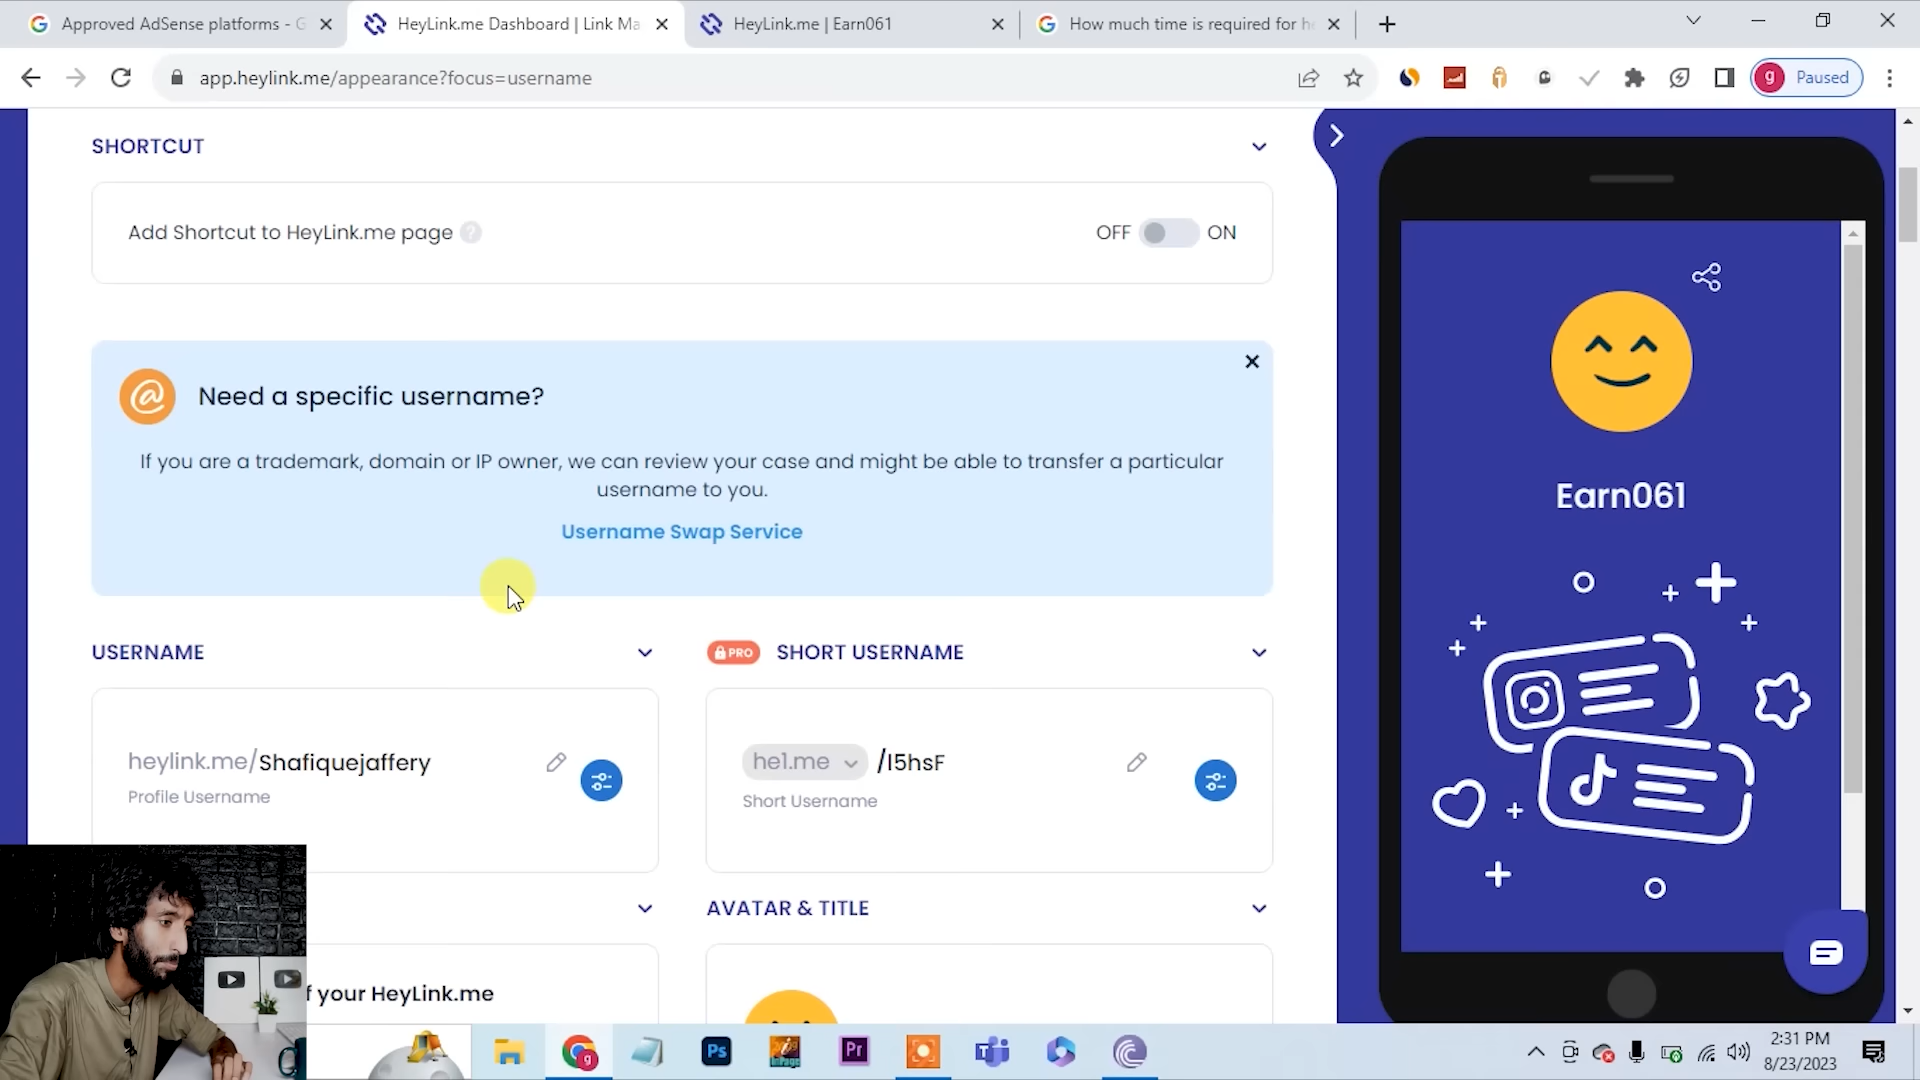 Approved AdSense platforms - G
HeyLink.me Dashboard | Link Ma
HeyLink.me | Earn061
How much time is required for he
app.heylink.me/appearance?focus=username
g
Paused
SHORTCUT
Add Shortcut to HeyLink.me page ?
OFF
ON
@
Need a specific username?
If you are a trademark, domain or IP owner, we can review your case and might be able to transfer a particular
username to you.
Username Swap Service
USERNAME
PRO
SHORT USERNAME
heylink.me/Shafiquejaffery
Profile Username
he1.me /I5hsF
Short Username
AVATAR & TITLE
f your HeyLink.me
Earn061
Ps
Pr
2:31 PM
8/23/2023